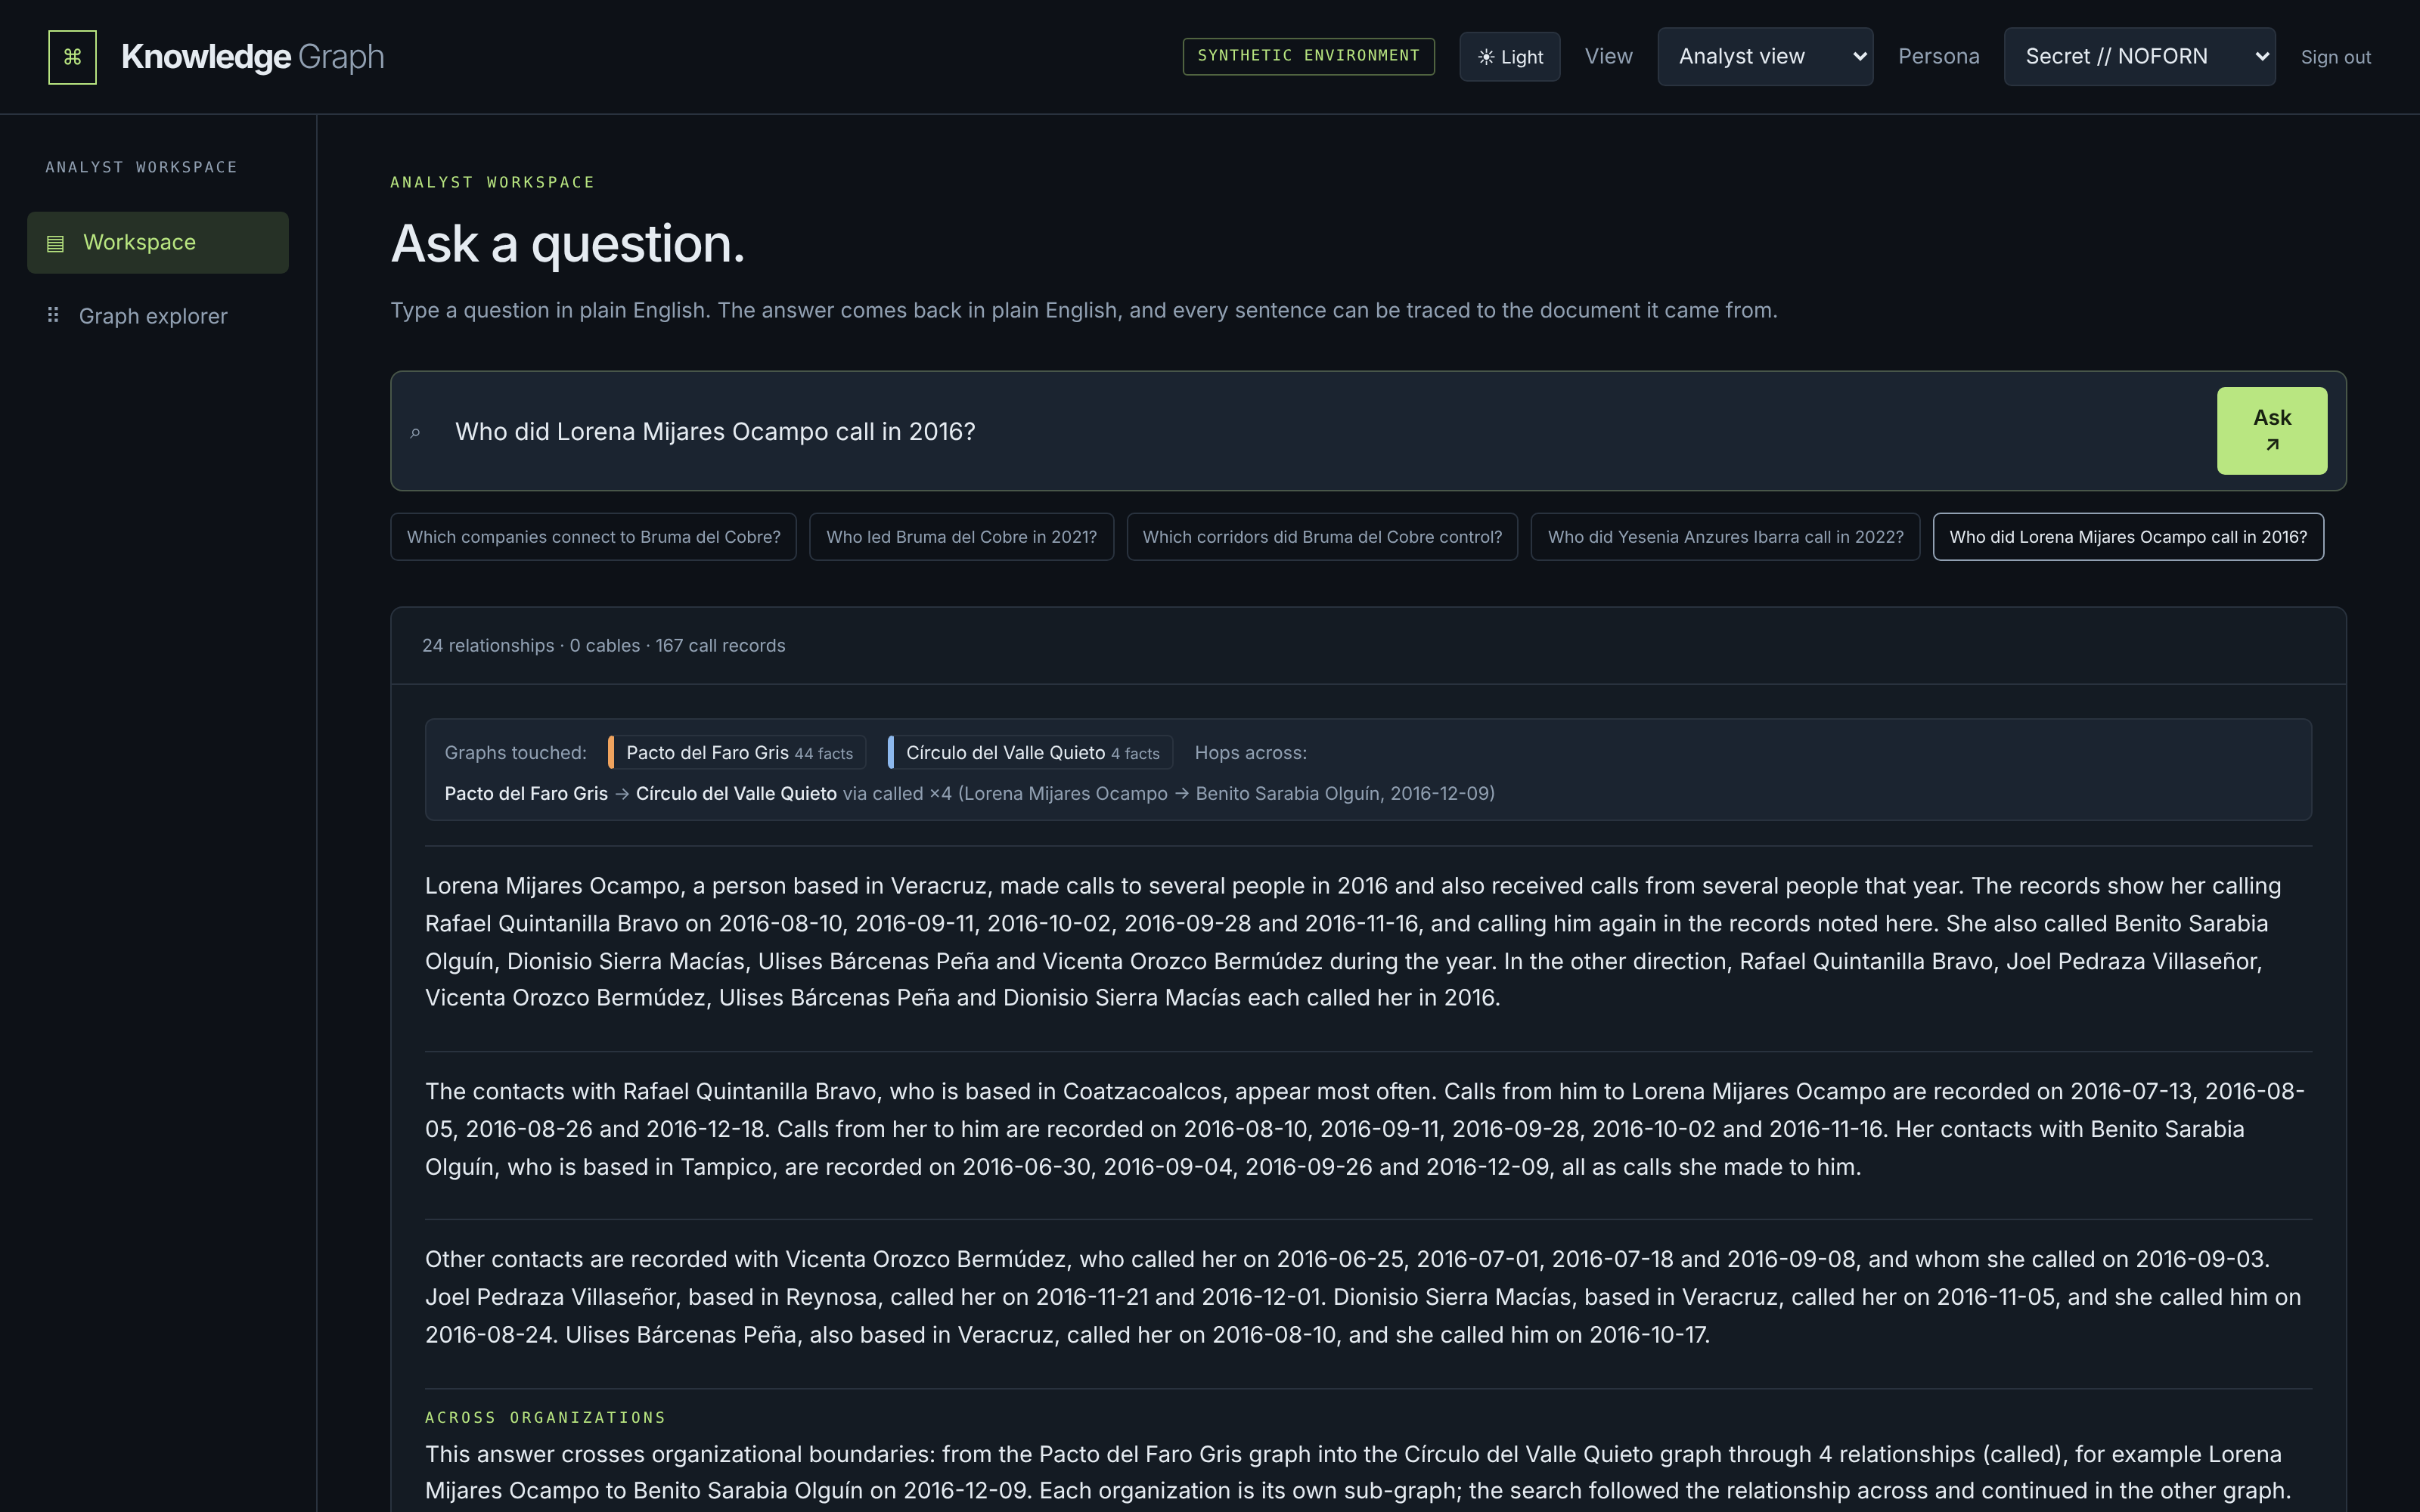 ⌘ Knowledge Graph
SYNTHETIC ENVIRONMENT
☀ Light
View
Analyst view
Persona
Secret // NOFORN
Sign out
ANALYST WORKSPACE
Workspace
Graph explorer
ANALYST WORKSPACE
Ask a question.
Type a question in plain English. The answer comes back in plain English, and every sentence can be traced to the document it came from.
Who did Lorena Mijares Ocampo call in 2016?
Ask
↗
Which companies connect to Bruma del Cobre?
Who led Bruma del Cobre in 2021?
Which corridors did Bruma del Cobre control?
Who did Yesenia Anzures Ibarra call in 2022?
Who did Lorena Mijares Ocampo call in 2016?
24 relationships · 0 cables · 167 call records
Graphs touched: Pacto del Faro Gris 44 facts Círculo del Valle Quieto 4 facts Hops across:
Pacto del Faro Gris → Círculo del Valle Quieto via called ×4 (Lorena Mijares Ocampo → Benito Sarabia Olguín, 2016-12-09)
Lorena Mijares Ocampo, a person based in Veracruz, made calls to several people in 2016 and also received calls from several people that year. The records show her calling
Rafael Quintanilla Bravo on 2016-08-10, 2016-09-11, 2016-10-02, 2016-09-28 and 2016-11-16, and calling him again in the records noted here. She also called Benito Sarabia
Olguín, Dionisio Sierra Macías, Ulises Bárcenas Peña and Vicenta Orozco Bermúdez during the year. In the other direction, Rafael Quintanilla Bravo, Joel Pedraza Villaseñor,
Vicenta Orozco Bermúdez, Ulises Bárcenas Peña and Dionisio Sierra Macías each called her in 2016.
The contacts with Rafael Quintanilla Bravo, who is based in Coatzacoalcos, appear most often. Calls from him to Lorena Mijares Ocampo are recorded on 2016-07-13, 2016-08-
05, 2016-08-26 and 2016-12-18. Calls from her to him are recorded on 2016-08-10, 2016-09-11, 2016-09-28, 2016-10-02 and 2016-11-16. Her contacts with Benito Sarabia
Olguín, who is based in Tampico, are recorded on 2016-06-30, 2016-09-04, 2016-09-26 and 2016-12-09, all as calls she made to him.
Other contacts are recorded with Vicenta Orozco Bermúdez, who called her on 2016-06-25, 2016-07-01, 2016-07-18 and 2016-09-08, and whom she called on 2016-09-03.
Joel Pedraza Villaseñor, based in Reynosa, called her on 2016-11-21 and 2016-12-01. Dionisio Sierra Macías, based in Veracruz, called her on 2016-11-05, and she called him on
2016-08-24. Ulises Bárcenas Peña, also based in Veracruz, called her on 2016-08-10, and she called him on 2016-10-17.
ACROSS ORGANIZATIONS
This answer crosses organizational boundaries: from the Pacto del Faro Gris graph into the Círculo del Valle Quieto graph through 4 relationships (called), for example Lorena
Mijares Ocampo to Benito Sarabia Olguín on 2016-12-09. Each organization is its own sub-graph; the search followed the relationship across and continued in the other graph.